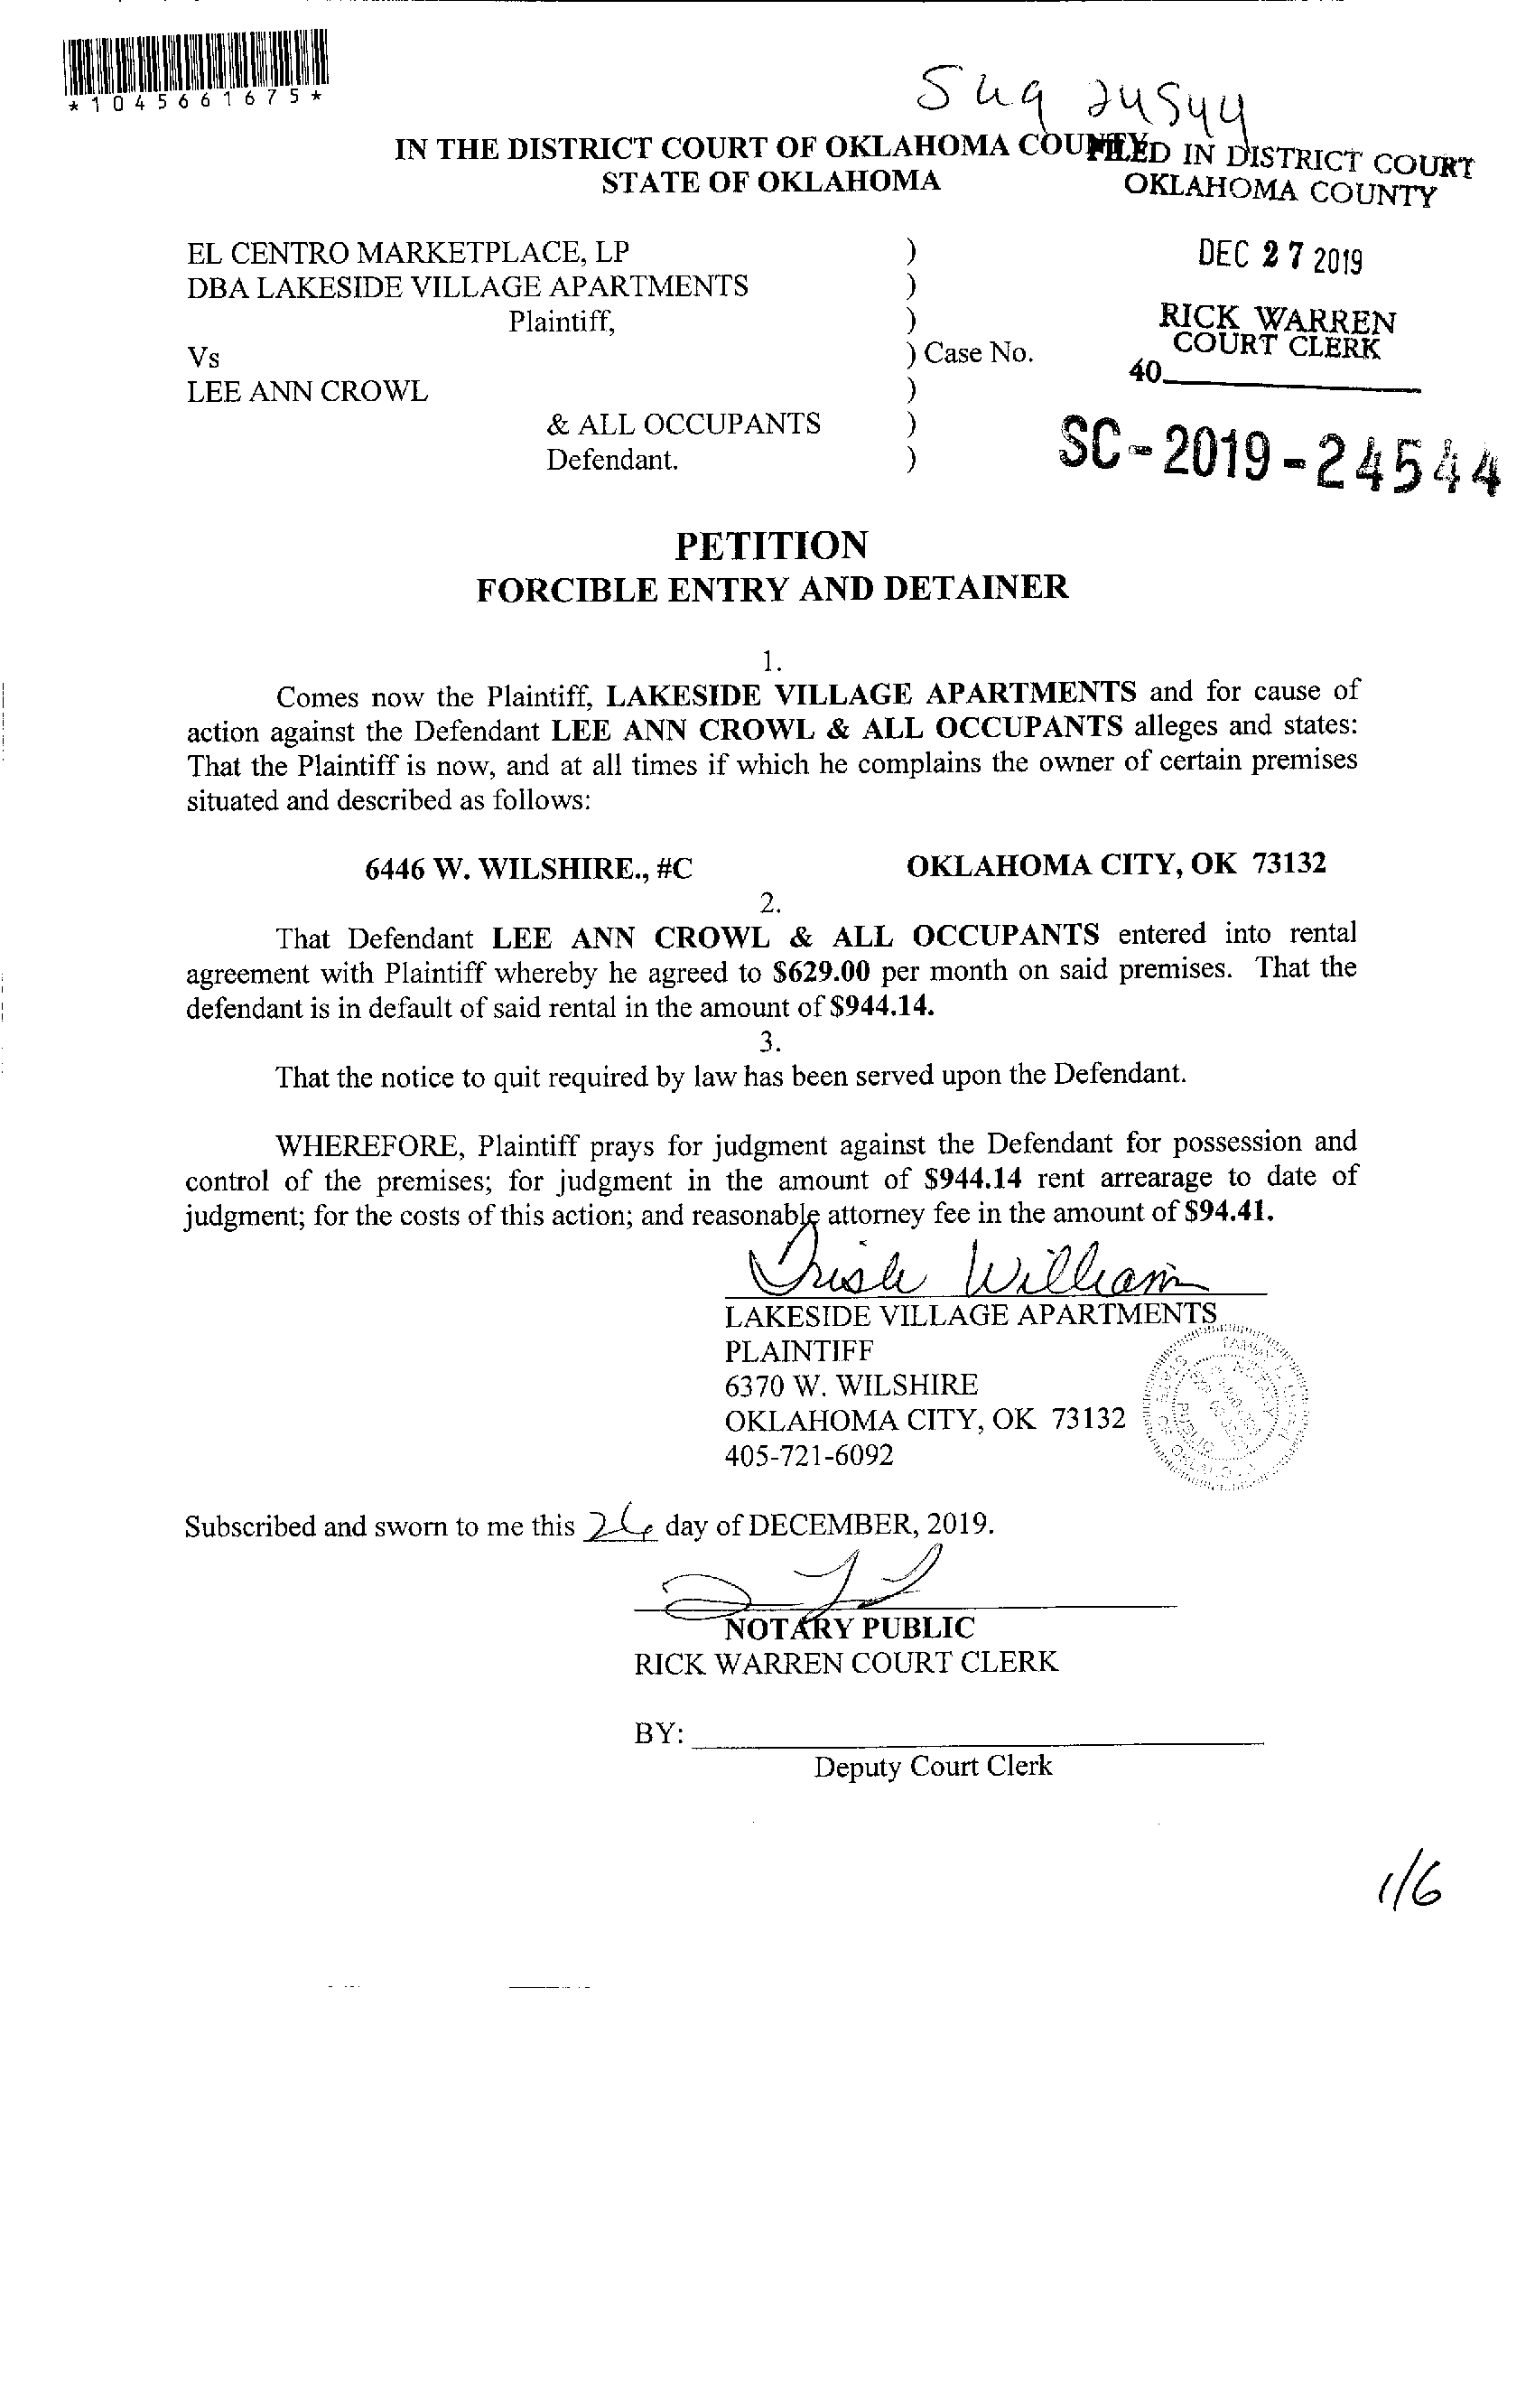 *1045661675*
24544
IN THE DISTRICT COURT OF OKLAHOMA COUNTY
STATE OF OKLAHOMA
FILED IN DISTRICT COURT
OKLAHOMA COUNTY
DEC 27 2019
RICK WARREN
COURT CLERK
40
SC-2019-24544
EL CENTRO MARKETPLACE, LP )
DBA LAKESIDE VILLAGE APARTMENTS )
Plaintiff, )
Vs ) Case No.
LEE ANN CROWL )
& ALL OCCUPANTS )
Defendant. )
PETITION
FORCIBLE ENTRY AND DETAINER
1.
Comes now the Plaintiff, LAKESIDE VILLAGE APARTMENTS and for cause of
action against the Defendant LEE ANN CROWL & ALL OCCUPANTS alleges and states:
That the Plaintiff is now, and at all times if which he complains the owner of certain premises
situated and described as follows:
6446 W. WILSHIRE., #C OKLAHOMA CITY, OK 73132
2.
That Defendant LEE ANN CROWL & ALL OCCUPANTS entered into rental
agreement with Plaintiff whereby he agreed to $629.00 per month on said premises. That the
defendant is in default of said rental in the amount of $944.14.
3.
That the notice to quit required by law has been served upon the Defendant.
WHEREFORE, Plaintiff prays for judgment against the Defendant for possession and
control of the premises; for judgment in the amount of $944.14 rent arrearage to date of
judgment; for the costs of this action; and reasonable attorney fee in the amount of $94.41.
Trish William
LAKESIDE VILLAGE APARTMENTS
PLAINTIFF
6370 W. WILSHIRE
OKLAHOMA CITY, OK 73132
405-721-6092
Subscribed and sworn to me this 26 day of DECEMBER, 2019.
NOTARY PUBLIC
RICK WARREN COURT CLERK
BY:
Deputy Court Clerk
1/6